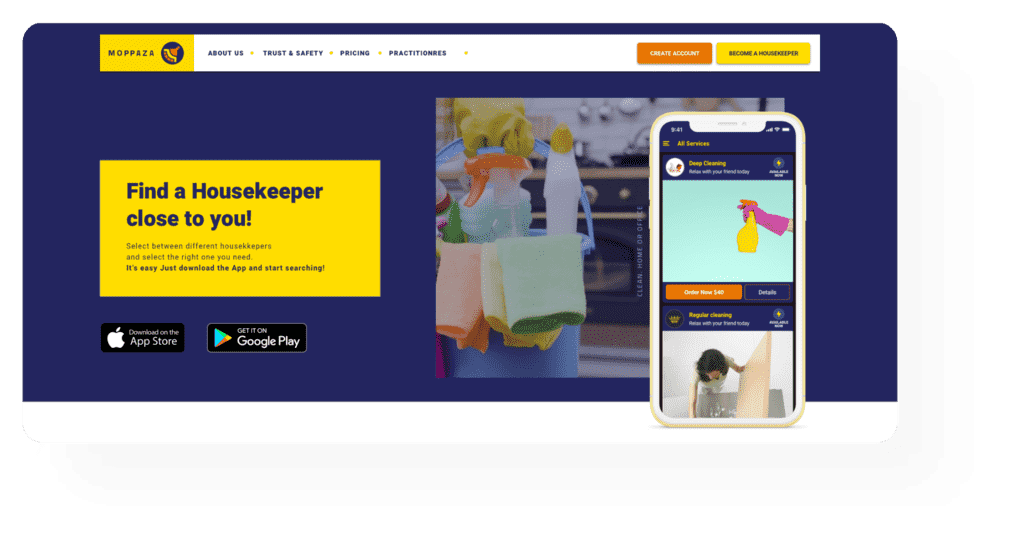 MOPPAZA
ABOUT US TRUST & SAFETY PRICING PRACTITIONRES
CREATE ACCOUNT
BECOME A HOUSEKEEPER
Find a Housekeeper
close to you!
Select between different housekkepers
and select the right one you need.
It's easy Just download the App and start searching!
Download on the
App Store
GET IT ON
Google Play
CLEAN HOME OR OFFICE
9:41
All Services
Deep Cleaning
Relax with your friend today
AVAILABLE
NOW
Order Now $40
Details
Regular cleaning
Relax with your friend today
AVAILABLE
NOW